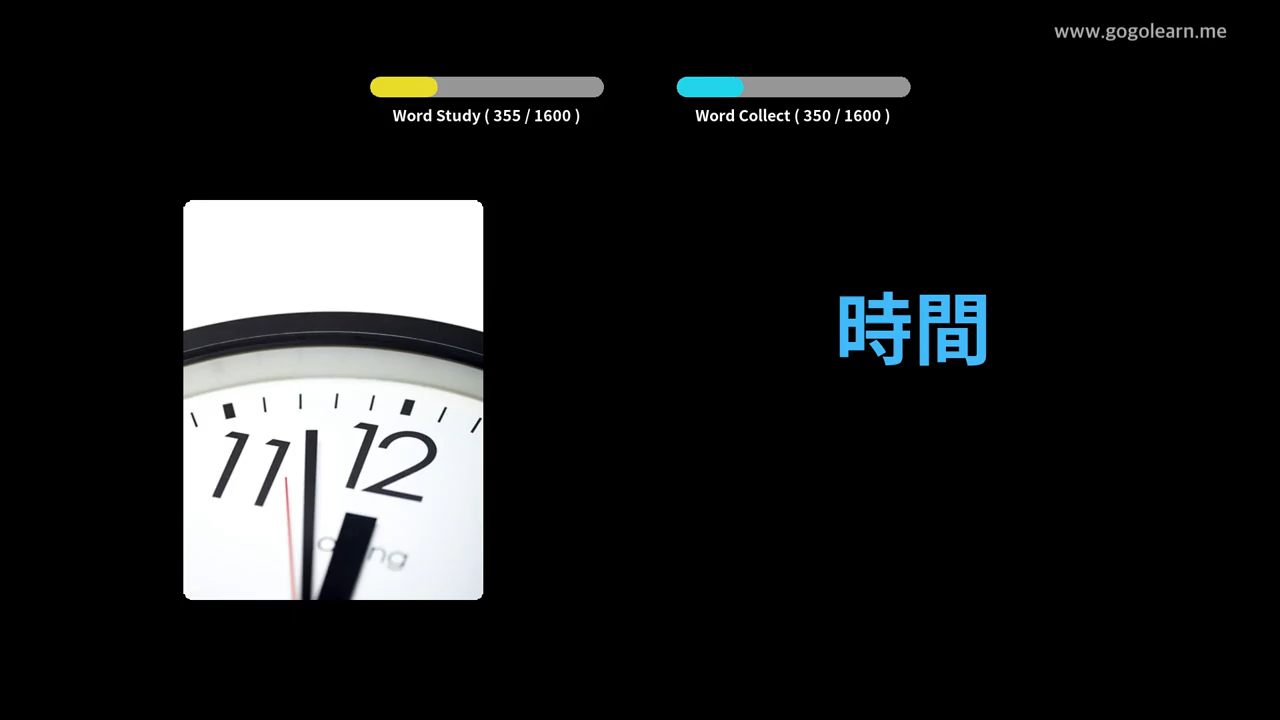 www.gogolearn.me
Word Study ( 355 / 1600 )
Word Collect ( 350 / 1600 )
時間
11
12